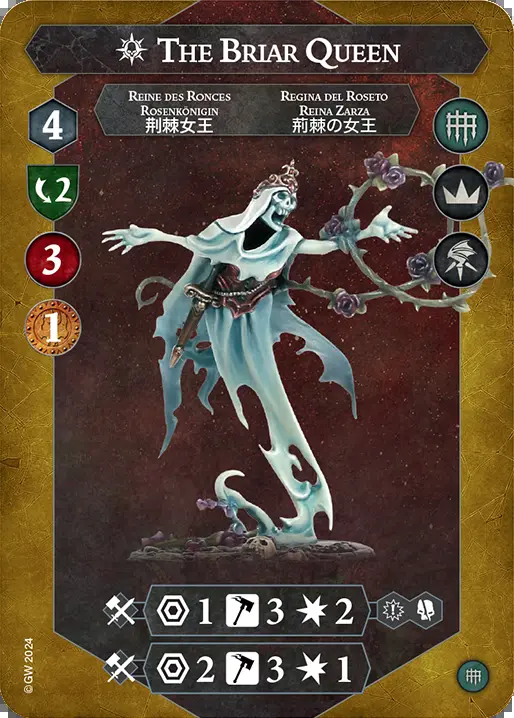 THE BRIAR QUEEN
REINE DES RONCES
ROSENKÖNIGIN
荆棘女王
REGINA DEL ROSETO
REINA ZARZA
荊棘の女王
4
2
3
1
1 3 2
2 3 1
©GW 2024